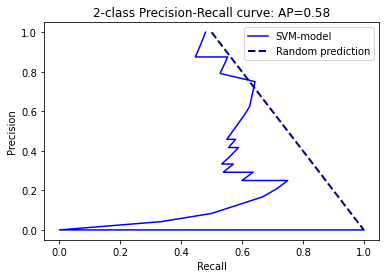 2-class Precision-Recall curve: AP=0.58
SVM-model
Random prediction
1.0
0.8
0.6
0.4
0.2
0.0
Precision
0.0 0.2 0.4 0.6 0.8 1.0
Recall